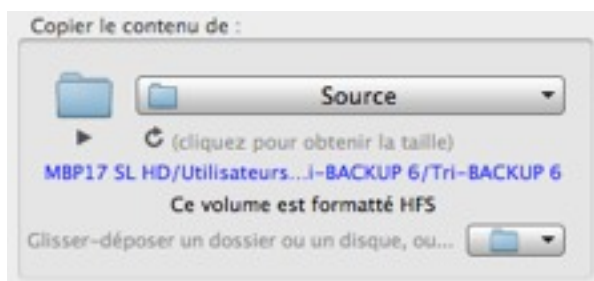 Copier le contenu de :
Source
(cliquez pour obtenir la taille)
MBP17 SL HD/Utilisateurs...i-BACKUP 6/Tri-BACKUP 6
Ce volume est formatté HFS
Glisser-déposer un dossier ou un disque, ou...